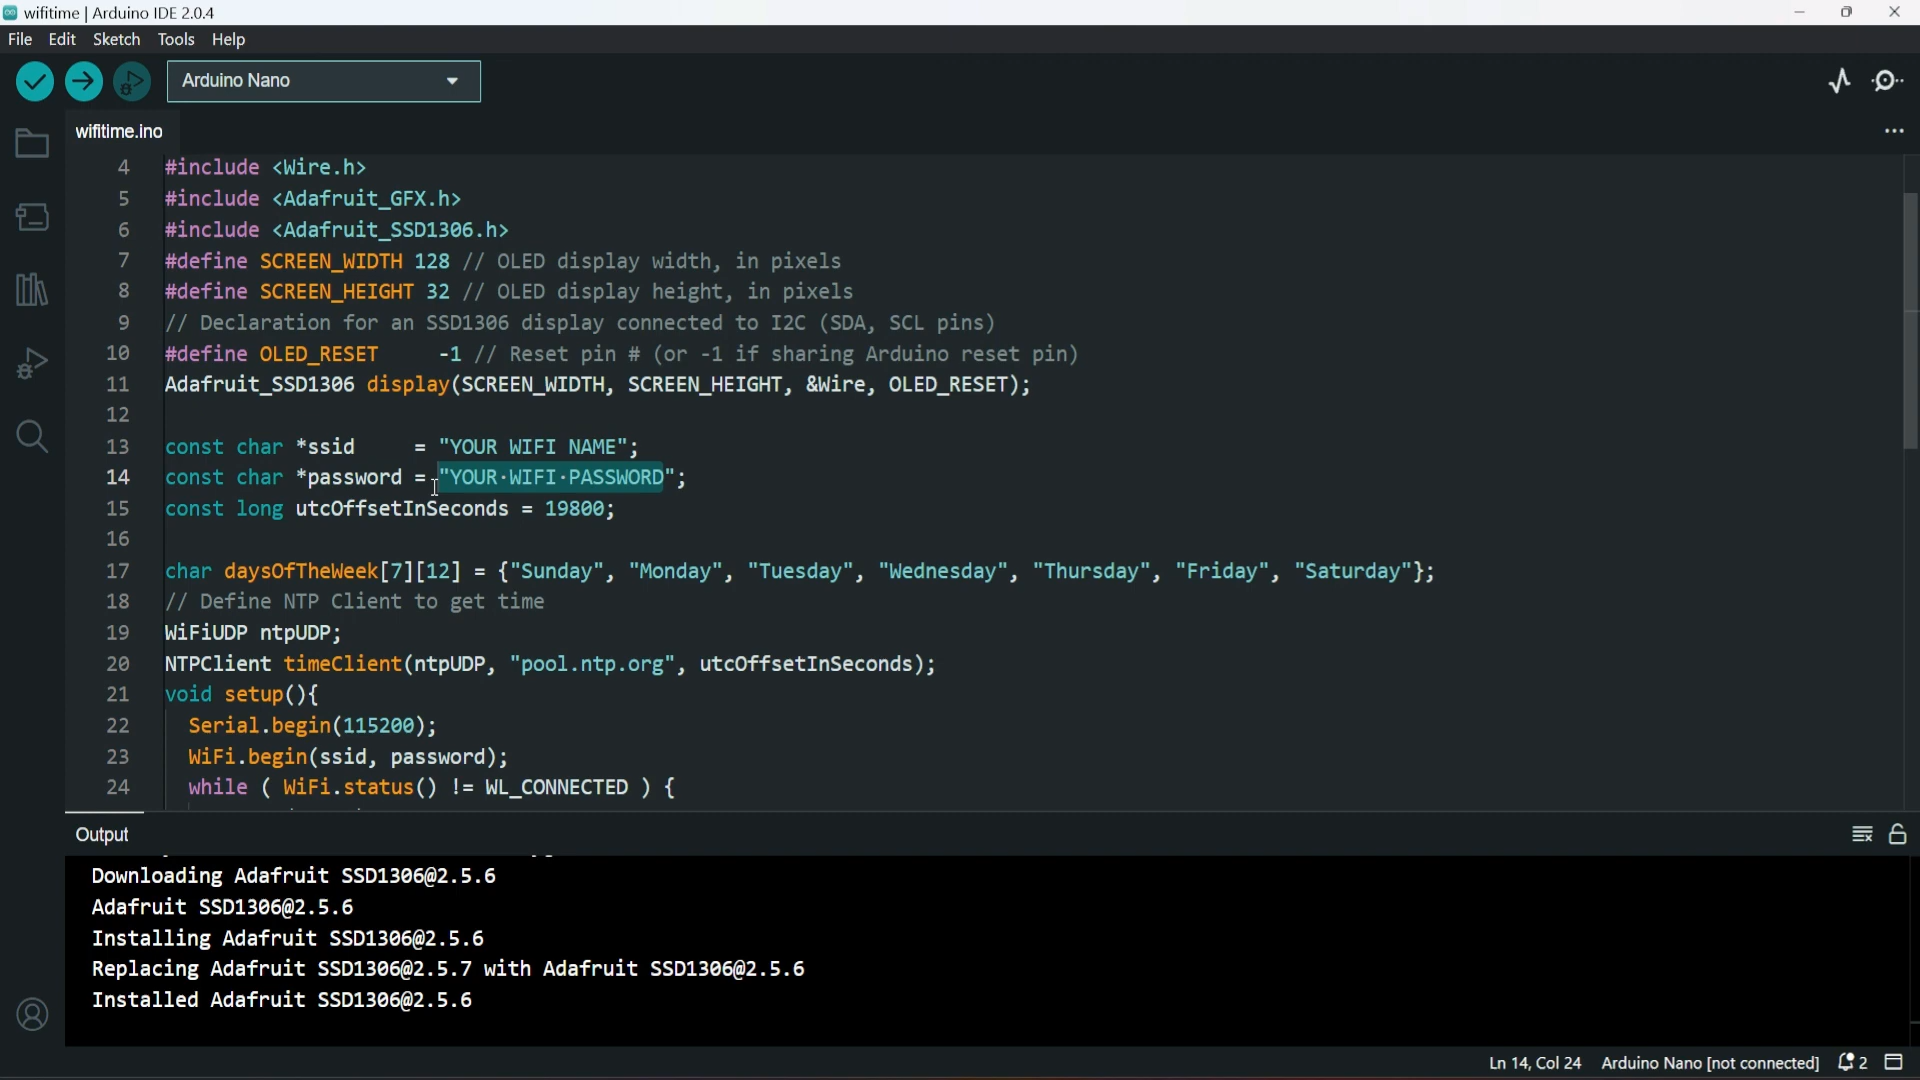 wifitime | Arduino IDE 2.0.4
File Edit Sketch Tools Help
Arduino Nano
wifitime.ino
4 #include <Wire.h>
5 #include <Adafruit_GFX.h>
6 #include <Adafruit_SSD1306.h>
7 #define SCREEN_WIDTH 128 // OLED display width, in pixels
8 #define SCREEN_HEIGHT 32 // OLED display height, in pixels
9 // Declaration for an SSD1306 display connected to I2C (SDA, SCL pins)
10 #define OLED_RESET     -1 // Reset pin # (or -1 if sharing Arduino reset pin)
11 Adafruit_SSD1306 display(SCREEN_WIDTH, SCREEN_HEIGHT, &Wire, OLED_RESET);
12
13 const char *ssid     = "YOUR WIFI NAME";
14 const char *password = "YOUR·WIFI·PASSWORD";
15 const long utcOffsetInSeconds = 19800;
16
17 char daysOfTheWeek[7][12] = {"Sunday", "Monday", "Tuesday", "Wednesday", "Thursday", "Friday", "Saturday"};
18 // Define NTP Client to get time
19 WiFiUDP ntpUDP;
20 NTPClient timeClient(ntpUDP, "pool.ntp.org", utcOffsetInSeconds);
21 void setup(){
22   Serial.begin(115200);
23   WiFi.begin(ssid, password);
24   while ( WiFi.status() != WL_CONNECTED ) {
Output
Downloading Adafruit SSD1306@2.5.6
Adafruit SSD1306@2.5.6
Installing Adafruit SSD1306@2.5.6
Replacing Adafruit SSD1306@2.5.7 with Adafruit SSD1306@2.5.6
Installed Adafruit SSD1306@2.5.6
Ln 14, Col 24 Arduino Nano [not connected] 2